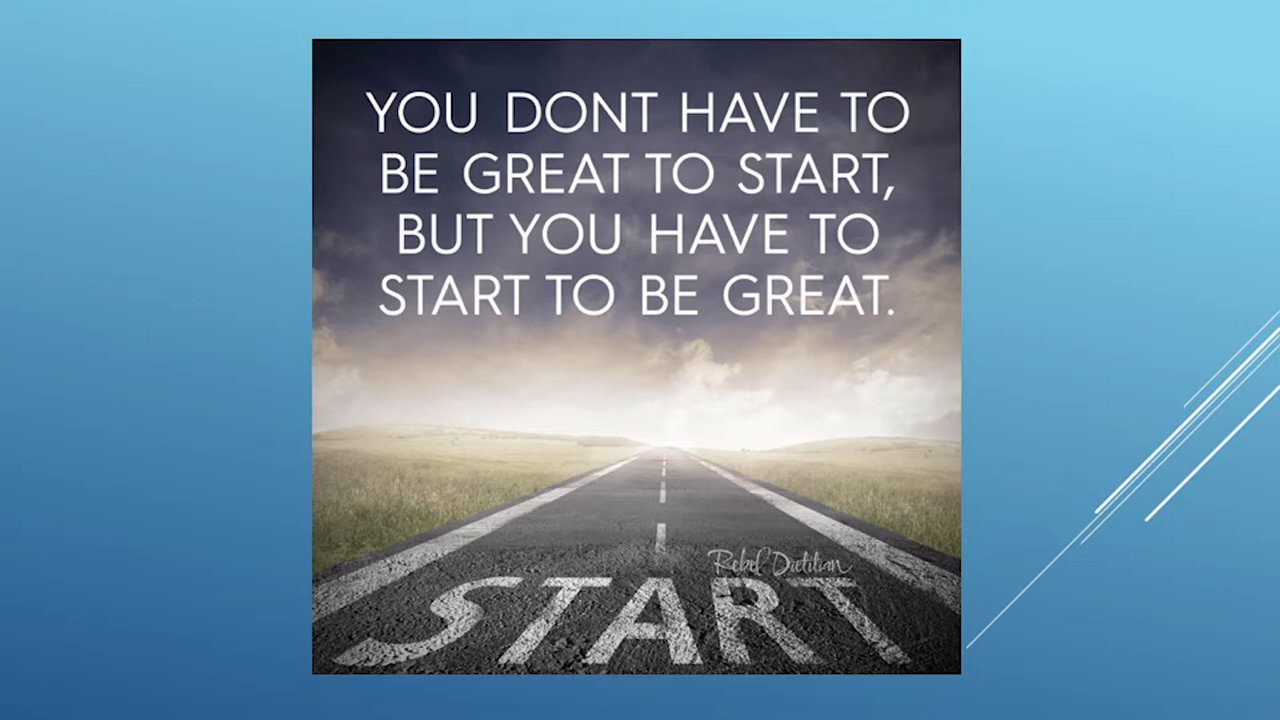 YOU DONT HAVE TO
BE GREAT TO START,
BUT YOU HAVE TO
START TO BE GREAT.
Rebel Dietitian
START